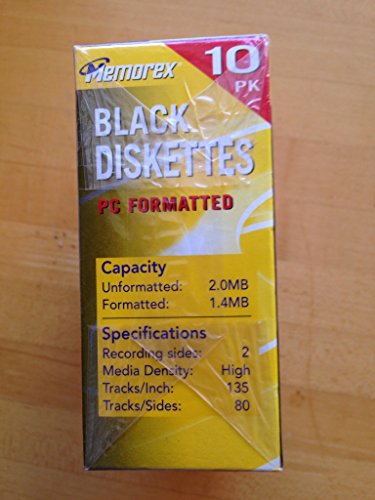 Memorex
10
PK
BLACK
DISKETTES
PC FORMATTED
Capacity
Unformatted: 2.0MB
Formatted: 1.4MB
Specifications
Recording sides: 2
Media Density: High
Tracks/Inch: 135
Tracks/Sides: 80